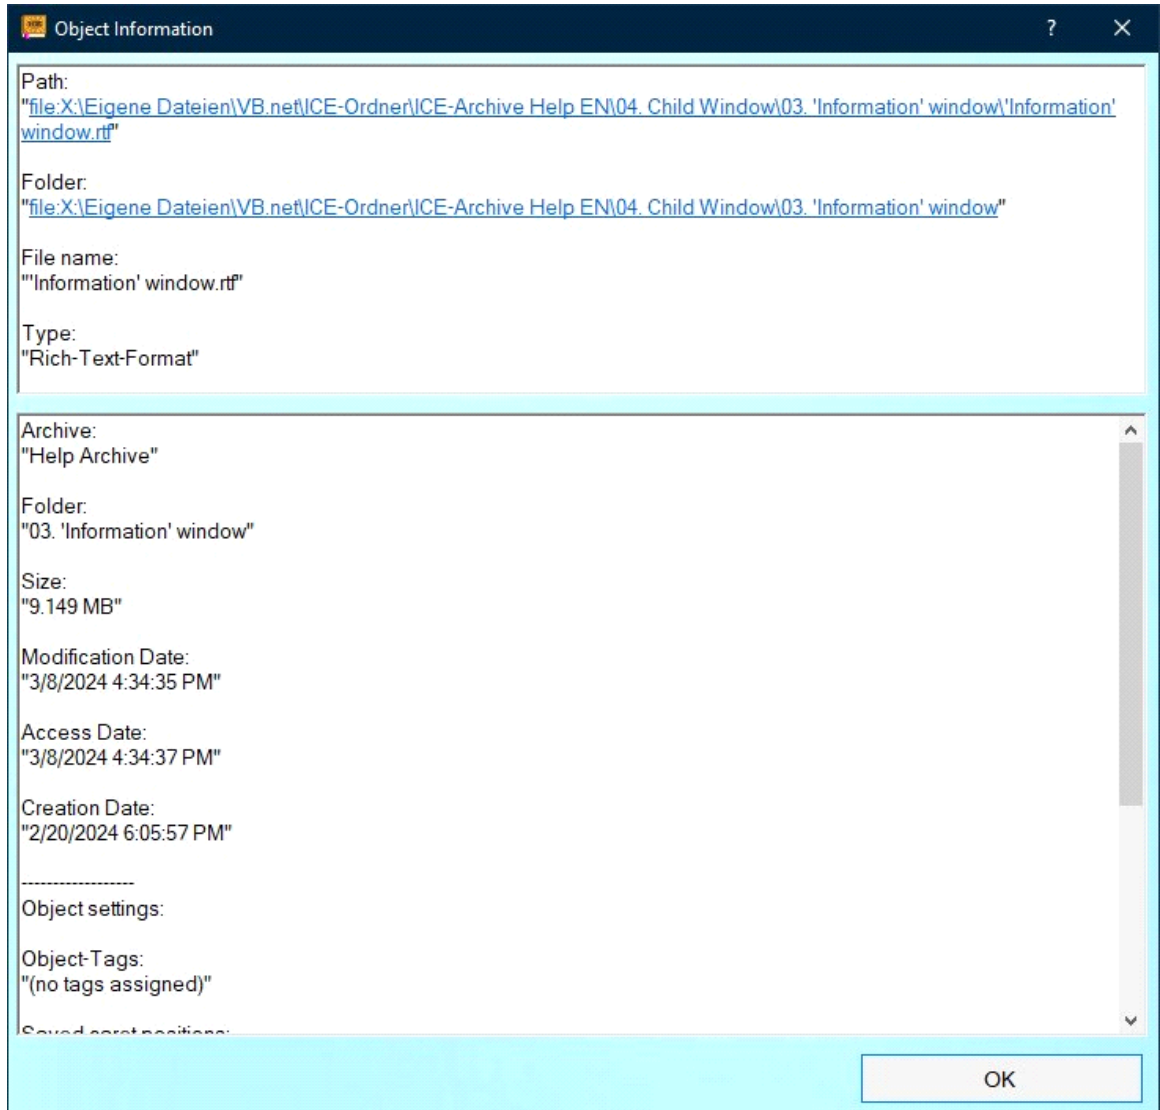 Object Information
?
Path:
"file:X:\Eigene Dateien\VB.net\ICE-Ordner\ICE-Archive Help EN\04. Child Window\03. 'Information' window\'Information'
window.rtf"
Folder:
"file:X:\Eigene Dateien\VB.net\ICE-Ordner\ICE-Archive Help EN\04. Child Window\03. 'Information' window"
File name:
"'Information' window.rtf"
Type:
"Rich-Text-Format"
Archive:
"Help Archive"
Folder:
"03. 'Information' window"
Size:
"9.149 MB"
Modification Date:
"3/8/2024 4:34:35 PM"
Access Date:
"3/8/2024 4:34:37 PM"
Creation Date:
"2/20/2024 6:05:57 PM"
------------------
Object settings:
Object-Tags:
"(no tags assigned)"
Saved caret positions:
OK